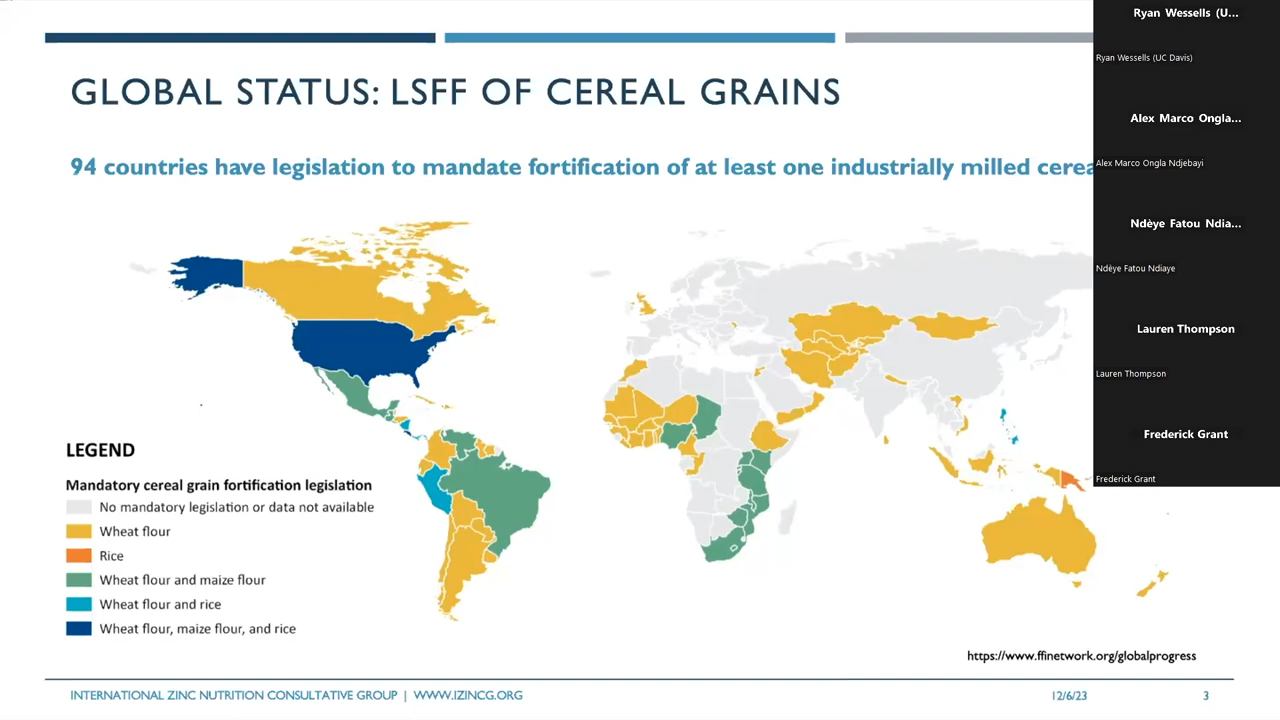 GLOBAL STATUS: LSFF OF CEREAL GRAINS
94 countries have legislation to mandate fortification of at least one industrially milled cerea
LEGEND
Mandatory cereal grain fortification legislation
No mandatory legislation or data not available
Wheat flour
Rice
Wheat flour and maize flour
Wheat flour and rice
Wheat flour, maize flour, and rice
https://www.ffinetwork.org/globalprogress
INTERNATIONAL ZINC NUTRITION CONSULTATIVE GROUP | WWW.IZINCG.ORG
12/6/23
3
Ryan Wessells (U...
Ryan Wessells (UC Davis)
Alex Marco Ongla...
Alex Marco Ongla Ndjebayi
Ndèye Fatou Ndia...
Ndèye Fatou Ndiaye
Lauren Thompson
Lauren Thompson
Frederick Grant
Frederick Grant